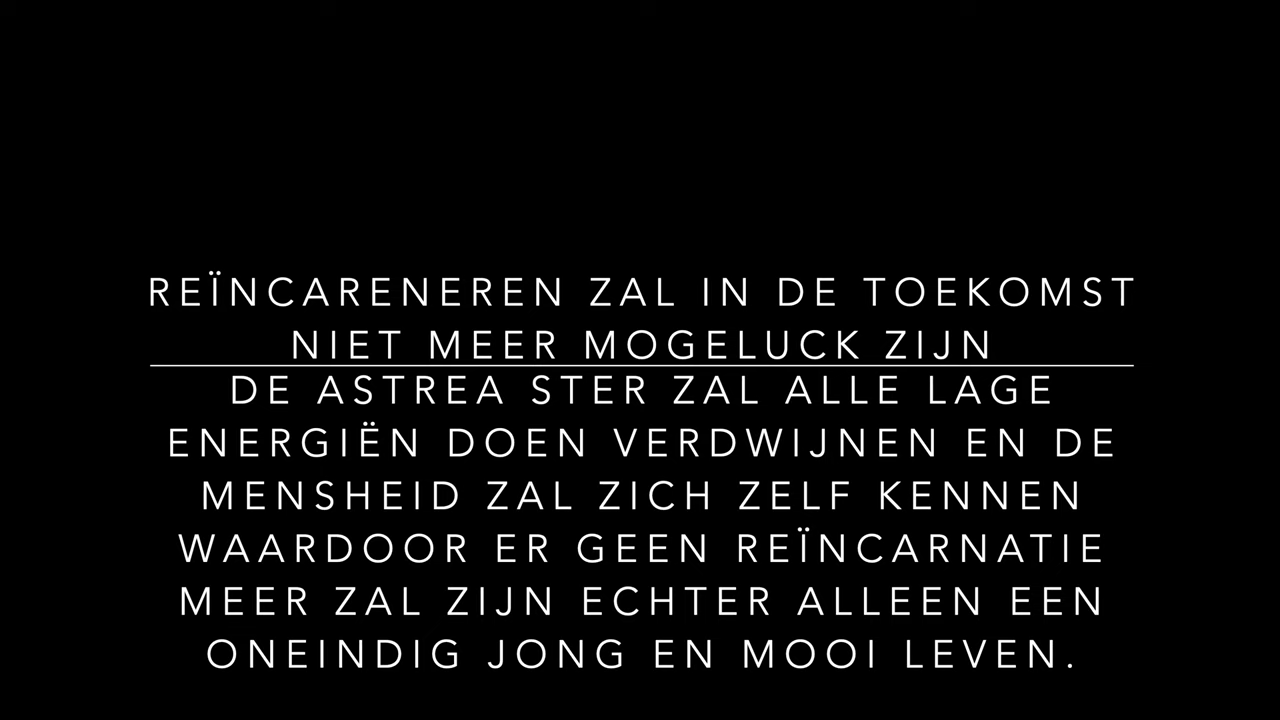 REÏNCARENEREN ZAL IN DE TOEKOMST
NIET MEER MOGELUCK ZIJN
DE ASTREA STER ZAL ALLE LAGE
ENERGIËN DOEN VERDWIJNEN EN DE
MENSHEID ZAL ZICH ZELF KENNEN
WAARDOOR ER GEEN REÏNCARNATIE
MEER ZAL ZIJN ECHTER ALLEEN EEN
ONEINDIG JONG EN MOOI LEVEN.